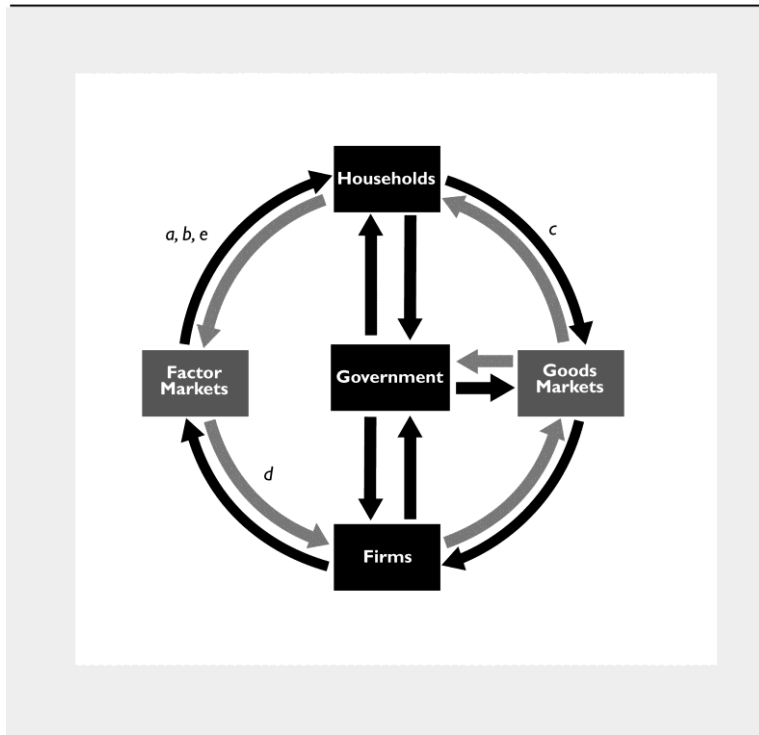 Households
a, b, e
c
Factor
Markets
Government
Goods
Markets
d
Firms